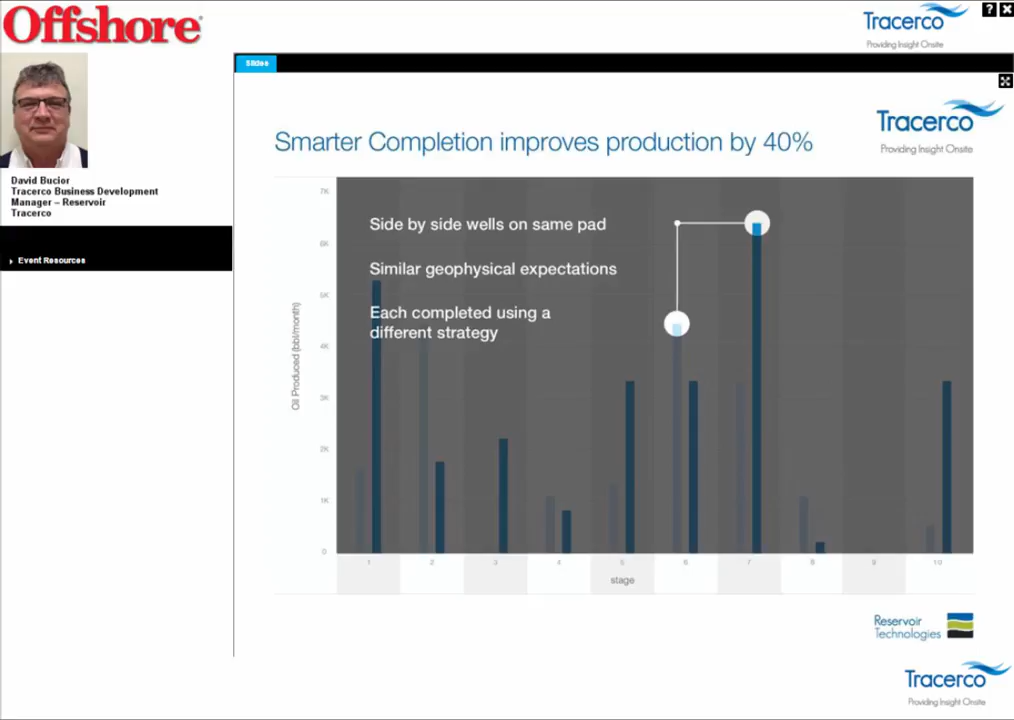 Offshore
Tracerco
Providing Insight Onsite
?
Slides
David Bucior
Tracerco Business Development
Manager – Reservoir
Tracerco
Event Resources
Tracerco
Providing Insight Onsite
Smarter Completion improves production by 40%
Side by side wells on same pad
Similar geophysical expectations
Each completed using a
different strategy
Oil Produced (bbl/month)
7K
6K
5K
4K
3K
2K
1K
0
1 2 3 4 5 6 7 8 9 10
stage
Reservoir
Technologies
Tracerco
Providing Insight Onsite